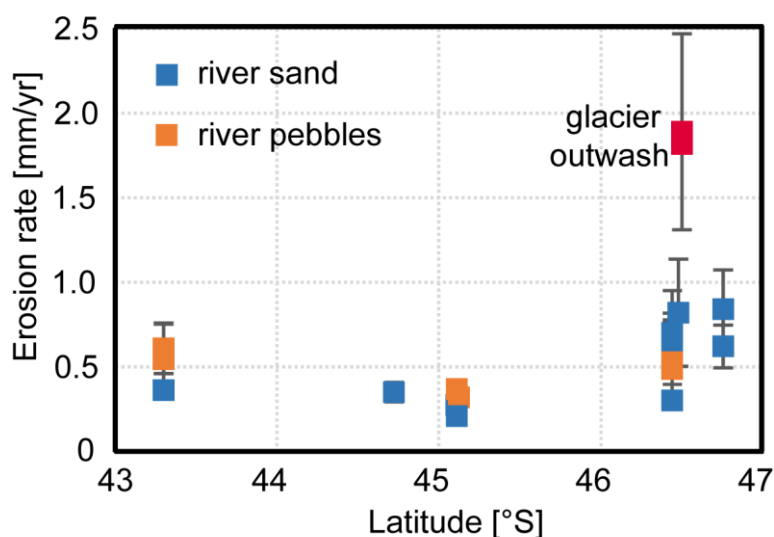 2.5
2.0
1.5
1.0
0.5
0
Erosion rate [mm/yr]
river sand
river pebbles
glacier
outwash
43
44
45
46
47
Latitude [°S]